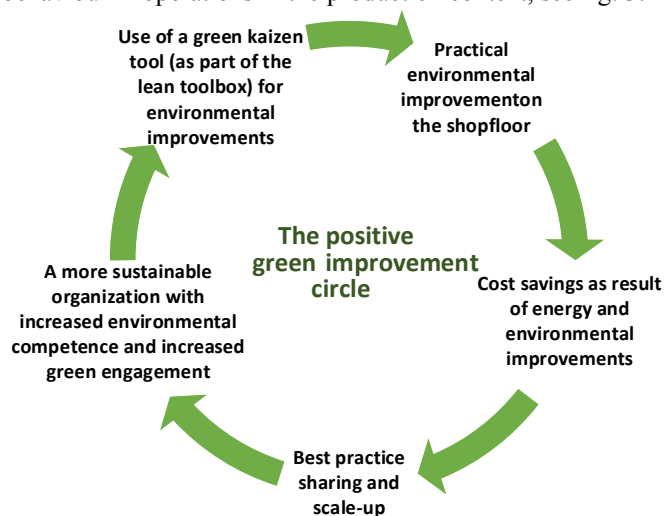 Use of a green kaizen
tool (as part of the
lean toolbox) for
environmental
improvements
Practical
environmental
improvementon
the shopfloor
The positive
green improvement
circle
Cost savings as result
of energy and
environmental
improvements
A more sustainable
organization with
increased environmental
competence and increased
green engagement
Best practice
sharing and
scale-up